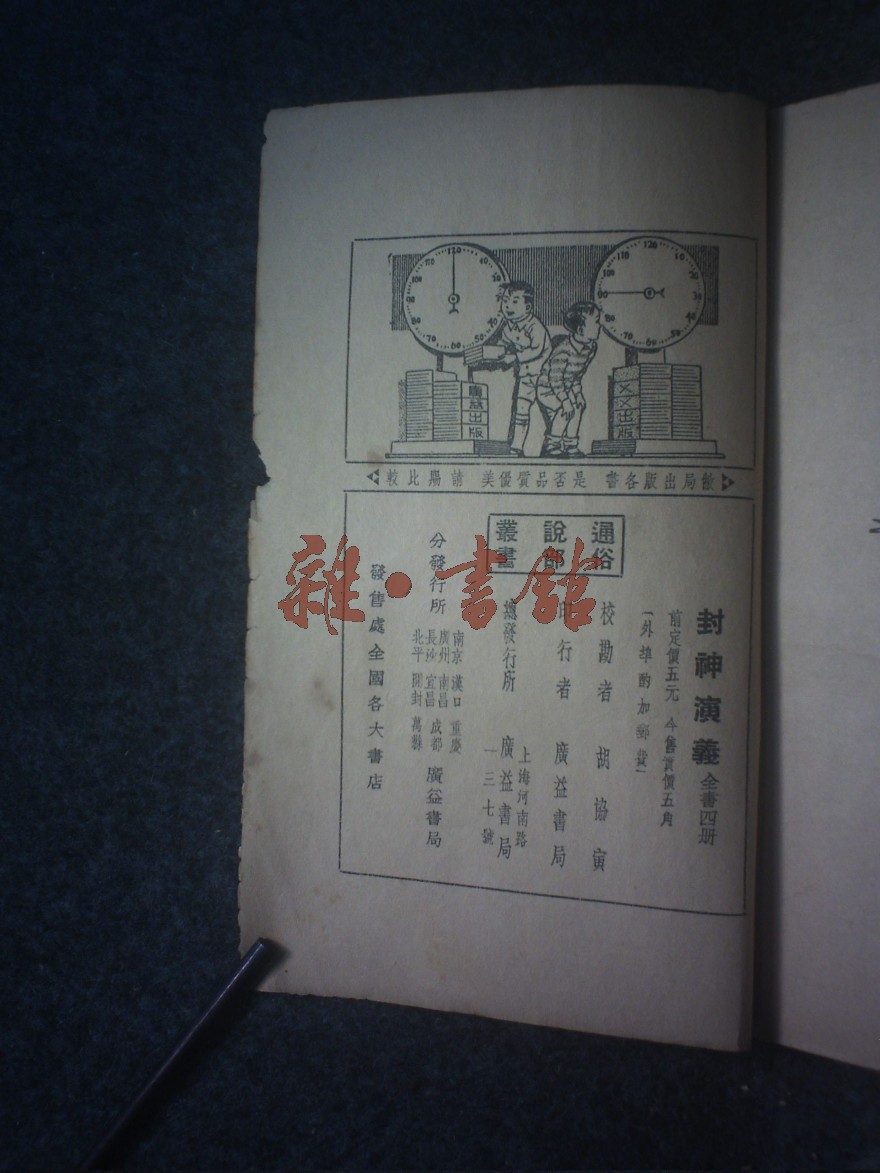 廣益出版
又又出版
敝局出版各書 是否品質優美 請賜比較
通俗
說部
叢書
封神演義 全書四册
前定價五元 今售實價五角
（外埠酌加郵費）
校勘者 胡協寅
印行者 廣益書局
總發行所 上海河南路一三七號 廣益書局
分發行所
南京 漢口 重慶
廣州 南昌 成都
長沙 宜昌 萬縣
北平 開封
廣益書局
發售處全國各大書店
雜·書館